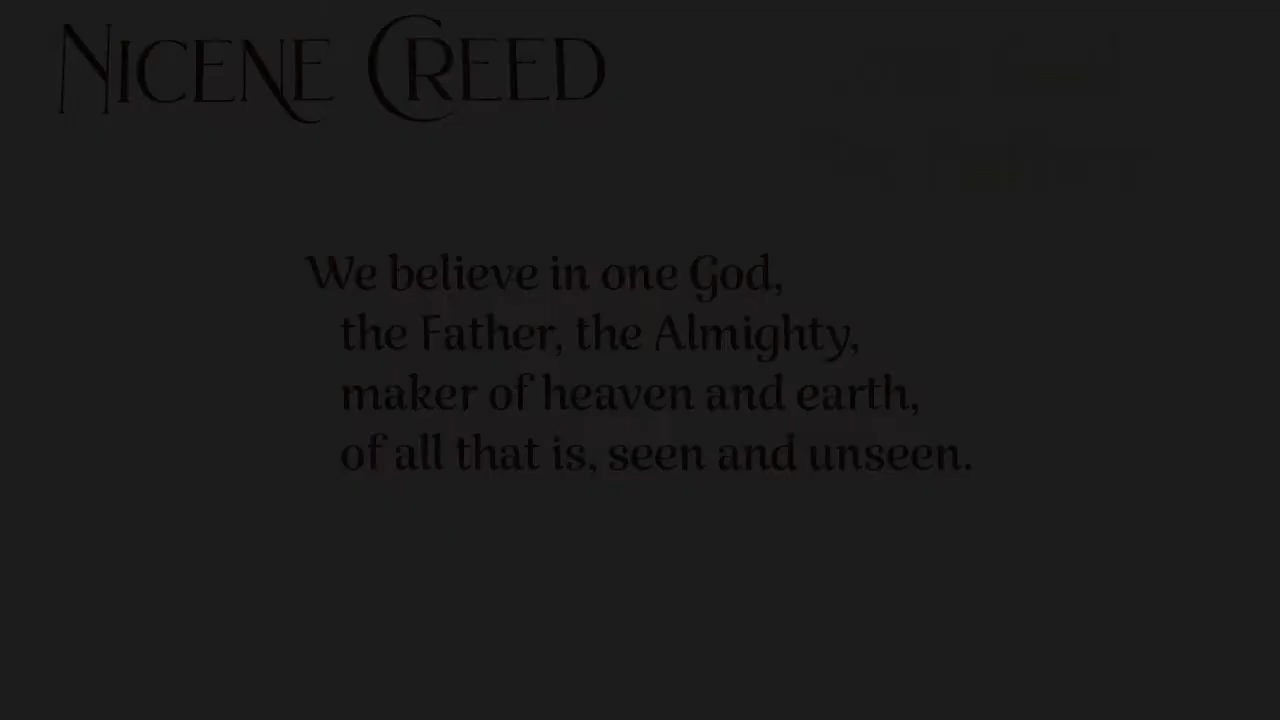 NICENE CREED
We believe in one God,
the Father, the Almighty,
maker of heaven and earth,
of all that is, seen and unseen.